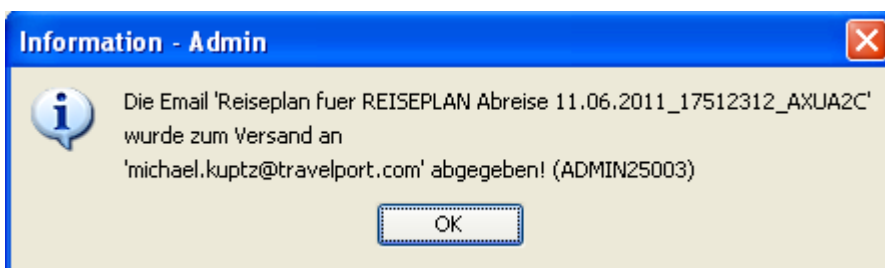 Information - Admin
Die Email 'Reiseplan fuer REISEPLAN Abreise 11.06.2011_17512312_AXUA2C'
wurde zum Versand an
'michael.kuptz@travelport.com' abgegeben! (ADMIN25003)
OK